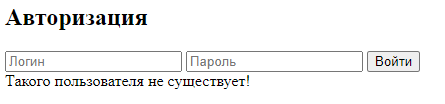 Авторизация
Логин Пароль Войти
Такого пользователя не существует!